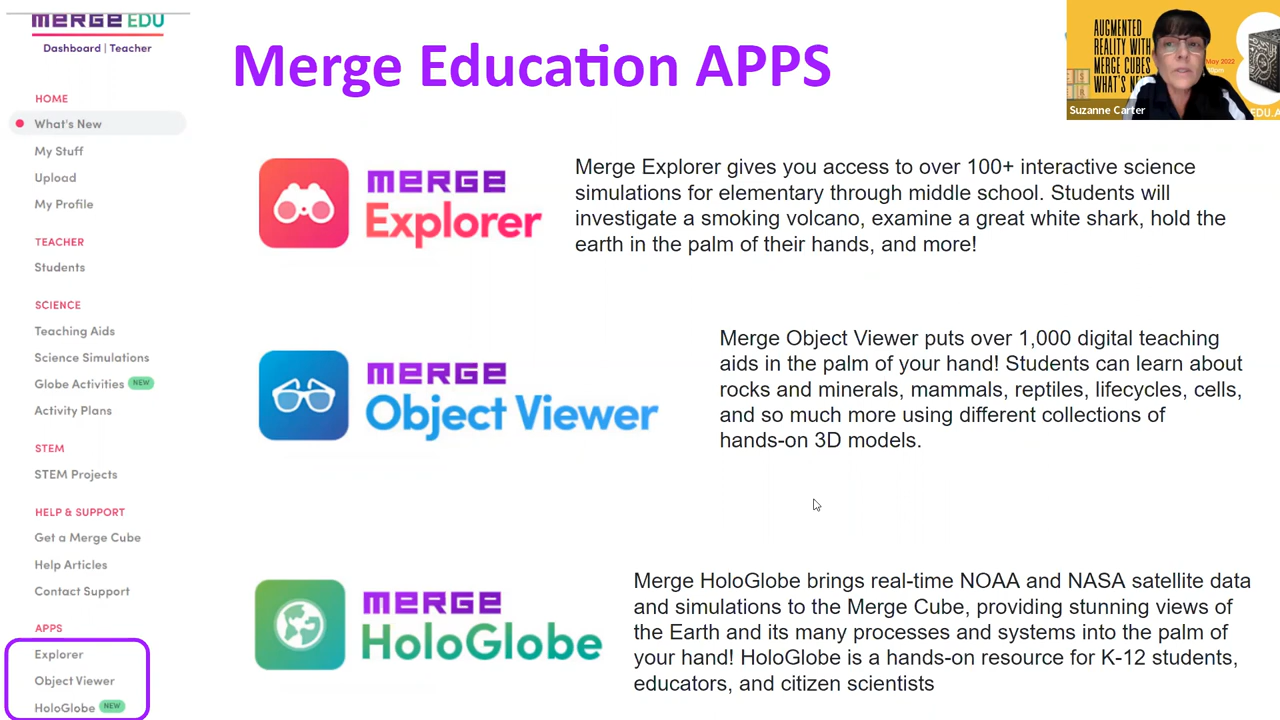 MERGE EDU
Dashboard | Teacher
HOME
What's New
My Stuff
Upload
My Profile
TEACHER
Students
SCIENCE
Teaching Aids
Science Simulations
Globe Activities NEW
Activity Plans
STEM
STEM Projects
HELP & SUPPORT
Get a Merge Cube
Help Articles
Contact Support
APPS
Explorer
Object Viewer
HoloGlobe NEW
Merge Education APPS
MERGE
Explorer
Merge Explorer gives you access to over 100+ interactive science
simulations for elementary through middle school. Students will
investigate a smoking volcano, examine a great white shark, hold the
earth in the palm of their hands, and more!
MERGE
Object Viewer
Merge Object Viewer puts over 1,000 digital teaching
aids in the palm of your hand! Students can learn about
rocks and minerals, mammals, reptiles, lifecycles, cells,
and so much more using different collections of
hands-on 3D models.
MERGE
HoloGlobe
Merge HoloGlobe brings real-time NOAA and NASA satellite data
and simulations to the Merge Cube, providing stunning views of
the Earth and its many processes and systems into the palm of
your hand! HoloGlobe is a hands-on resource for K-12 students,
educators, and citizen scientists
AUGMENTED
REALITY WITH
MERGE CUBES
WHAT'S
May 2022
EDU.A
Suzanne Carter